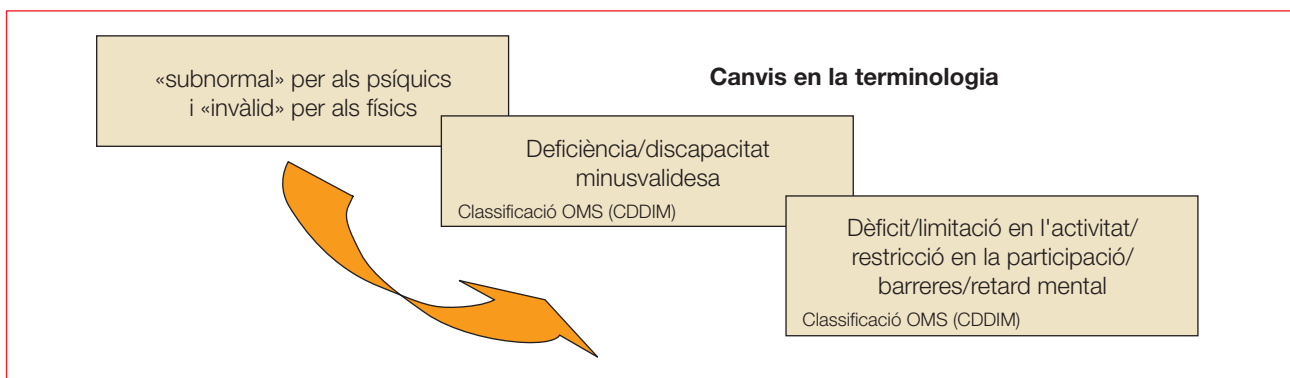 «subnormal» per als psíquics
i «invàlid» per als físics
Canvis en la terminologia
Deficiència/discapacitat
minusvalidesa
Classificació OMS (CDDIM)
Dèficit/limitació en l'activitat/
restricció en la participació/
barreres/retard mental
Classificació OMS (CDDIM)